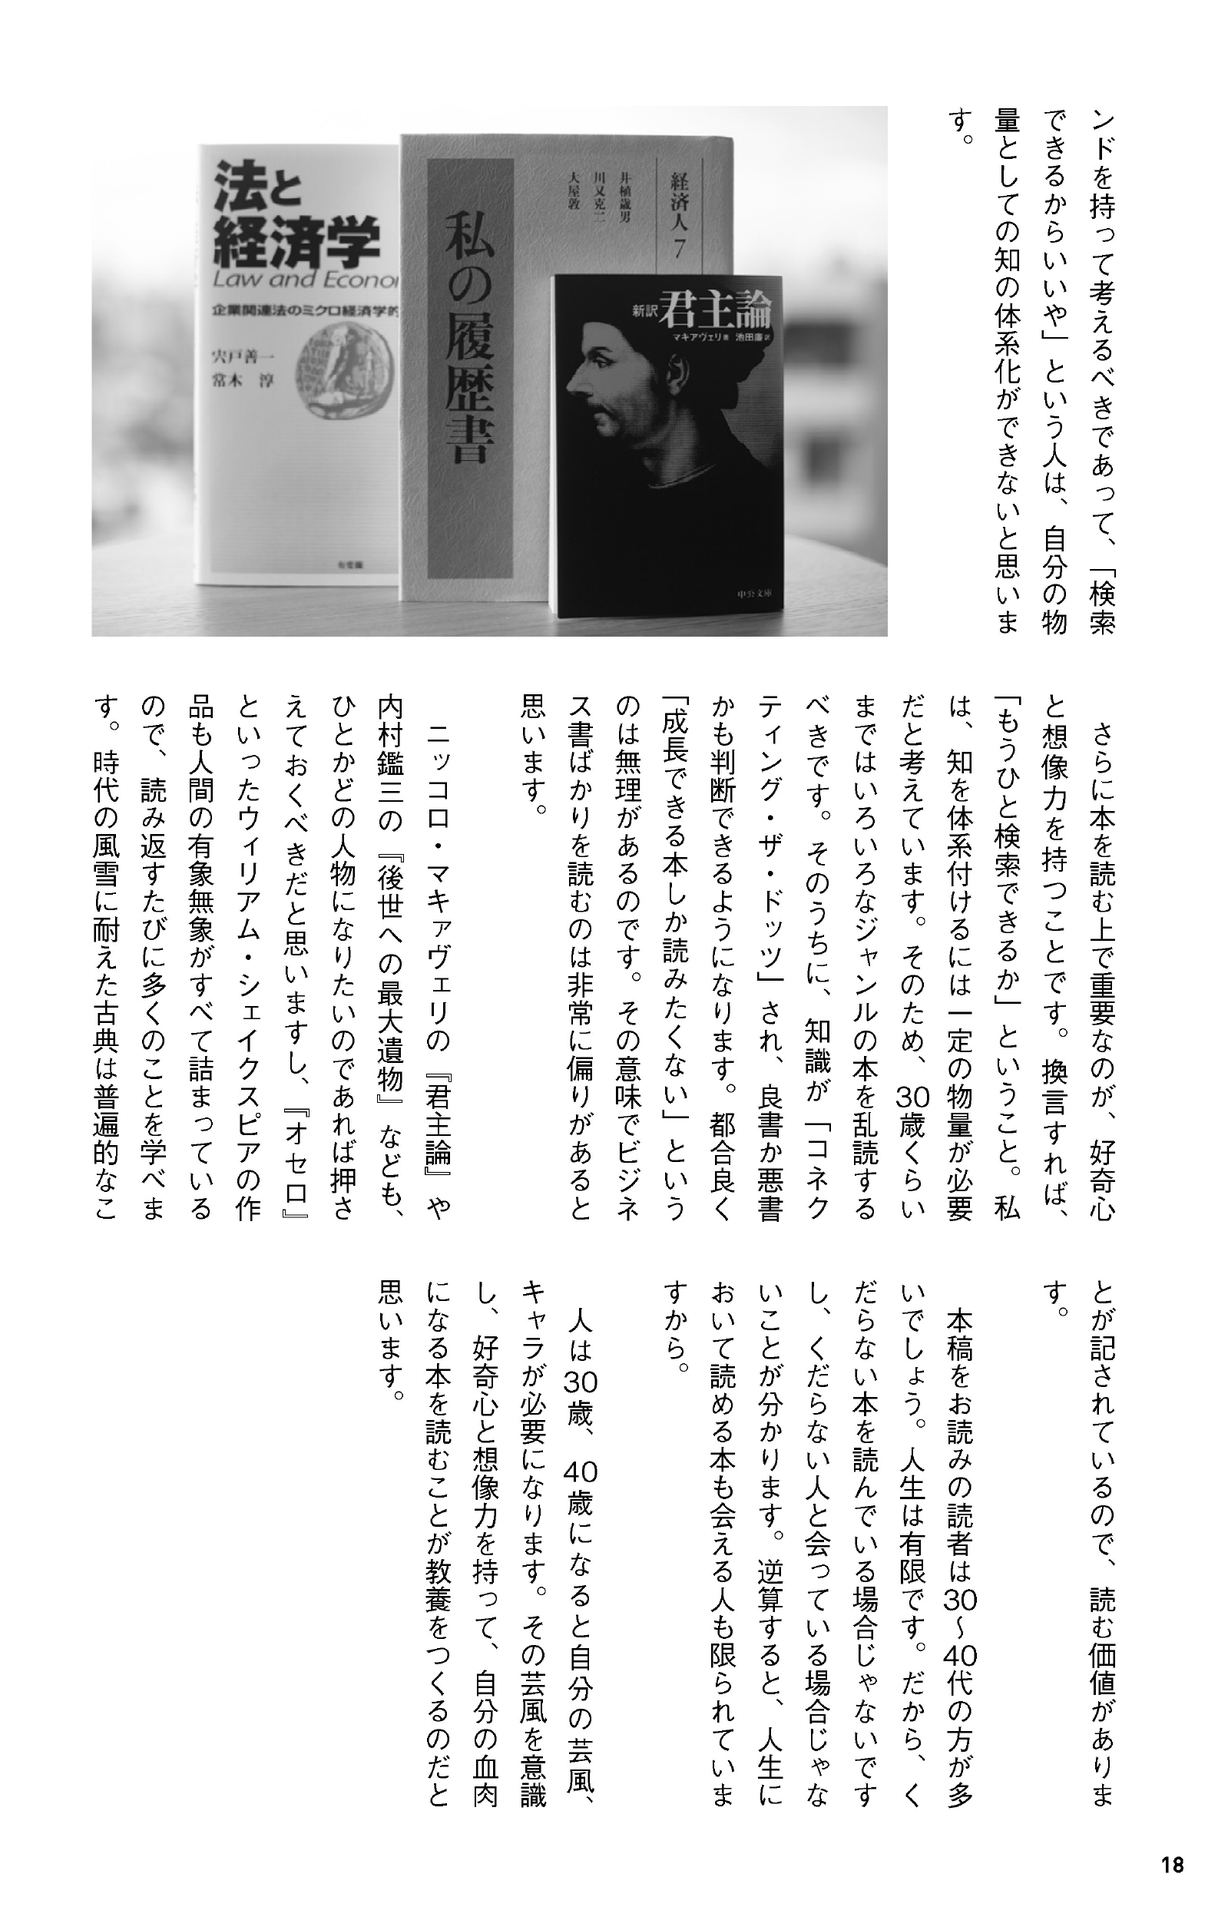 ンドを持って考えるべきであって、「検索
できるからいいや」という人は、自分の物
量としての知の体系化ができないと思いま
す。
法と
経済学
Law and Econo
企業関連法のミクロ経済学的
宍戸善一
常木 淳
有斐閣
経済人7
井植歳男
川又克二
大屋敦
私の履歴書
新訳 君主論
マキアヴェリ 著 池田廉 訳
中公文庫
さらに本を読む上で重要なのが、好奇心
と想像力を持つことです。換言すれば、
「もうひと検索できるか」ということ。私
は、知を体系付けるには一定の物量が必要
だと考えています。そのため、30歳くらい
まではいろいろなジャンルの本を乱読する
べきです。そのうちに、知識が「コネク
ティング・ザ・ドッツ」され、良書か悪書
かも判断できるようになります。都合良く
「成長できる本しか読みたくない」という
のは無理があるのです。その意味でビジネ
ス書ばかりを読むのは非常に偏りがあると
思います。
ニッコロ・マキァヴェリの『君主論』や
内村鑑三の『後世への最大遺物』なども、
ひとかどの人物になりたいのであれば押さ
えておくべきだと思いますし、『オセロ』
といったウィリアム・シェイクスピアの作
品も人間の有象無象がすべて詰まっている
ので、読み返すたびに多くのことを学べま
す。時代の風雪に耐えた古典は普遍的なこ
とが記されているので、読む価値がありま
す。
本稿をお読みの読者は30〜40代の方が多
いでしょう。人生は有限です。だから、く
だらない本を読んでいる場合じゃないです
し、くだらない人と会っている場合じゃな
いことが分かります。逆算すると、人生に
おいて読める本も会える人も限られていま
すから。
人は30歳、40歳になると自分の芸風、
キャラが必要になります。その芸風を意識
し、好奇心と想像力を持って、自分の血肉
になる本を読むことが教養をつくるのだと
思います。
18